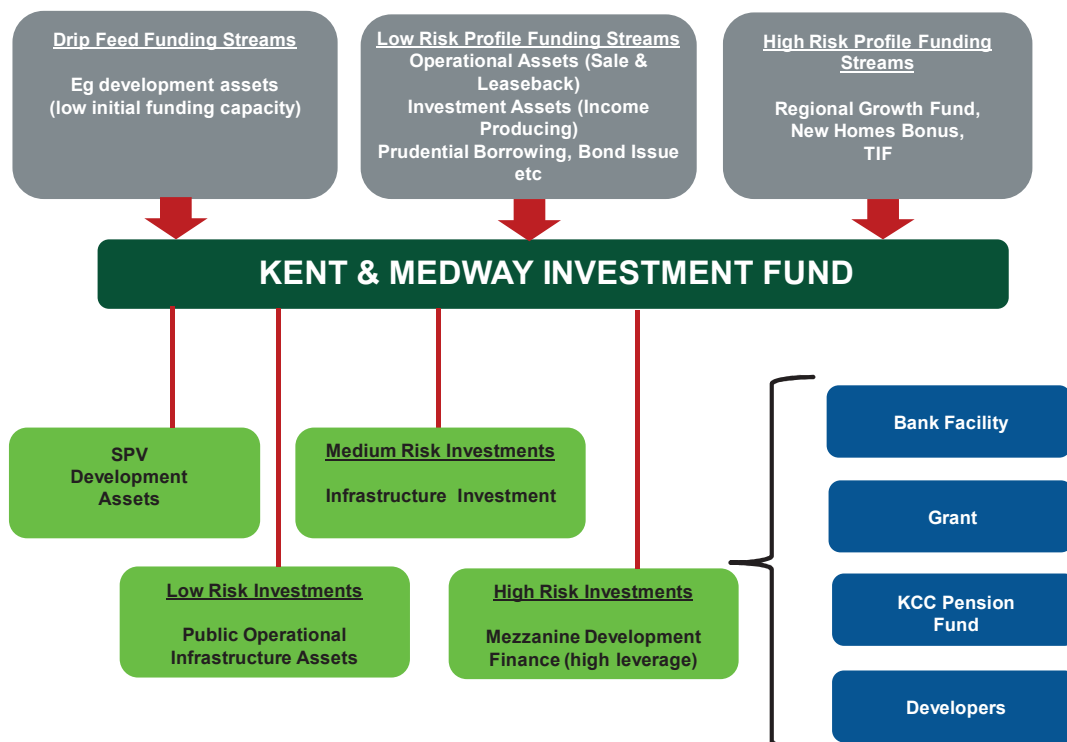 Drip Feed Funding Streams
Eg development assets
(low initial funding capacity)
Low Risk Profile Funding Streams
Operational Assets (Sale &
Leaseback)
Investment Assets (Income
Producing)
Prudential Borrowing, Bond Issue
etc
High Risk Profile Funding
Streams
Regional Growth Fund,
New Homes Bonus,
TIF
KENT & MEDWAY INVESTMENT FUND
SPV
Development
Assets
Medium Risk Investments
Infrastructure Investment
Low Risk Investments
Public Operational
Infrastructure Assets
High Risk Investments
Mezzanine Development
Finance (high leverage)
Bank Facility
Grant
KCC Pension
Fund
Developers